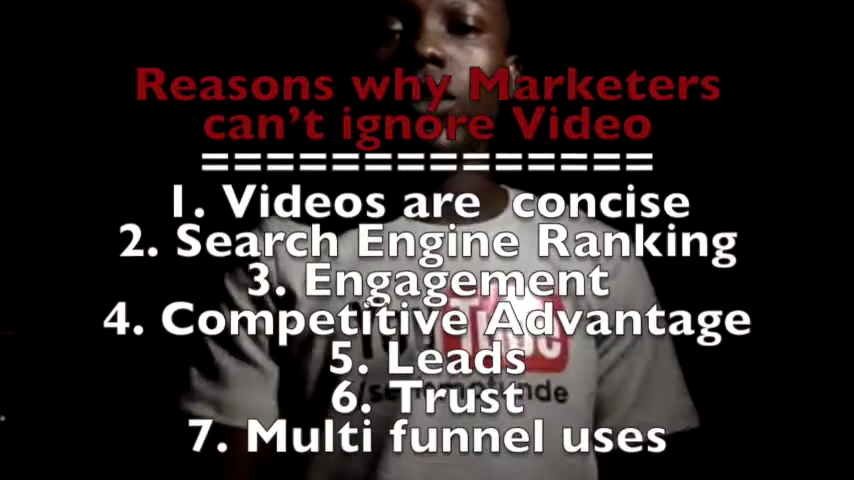 Reasons why Marketers
can't ignore Video
===============
1. Videos are concise
2. Search Engine Ranking
3. Engagement
4. Competitive Advantage
5. Leads
6. Trust
7. Multi funnel uses